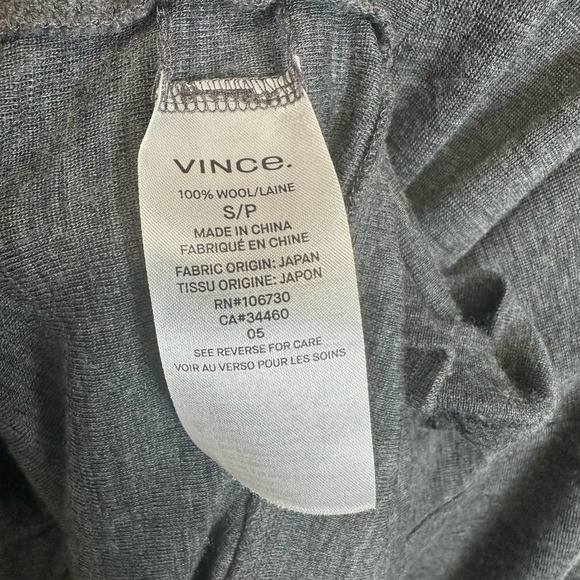 VINCE.
100% WOOL/LAINE
S/P
MADE IN CHINA
FABRIQUÉ EN CHINE
FABRIC ORIGIN: JAPAN
TISSU ORIGINE: JAPON
RN#106730
CA#34460
05
SEE REVERSE FOR CARE
VOIR AU VERSO POUR LES SOINS